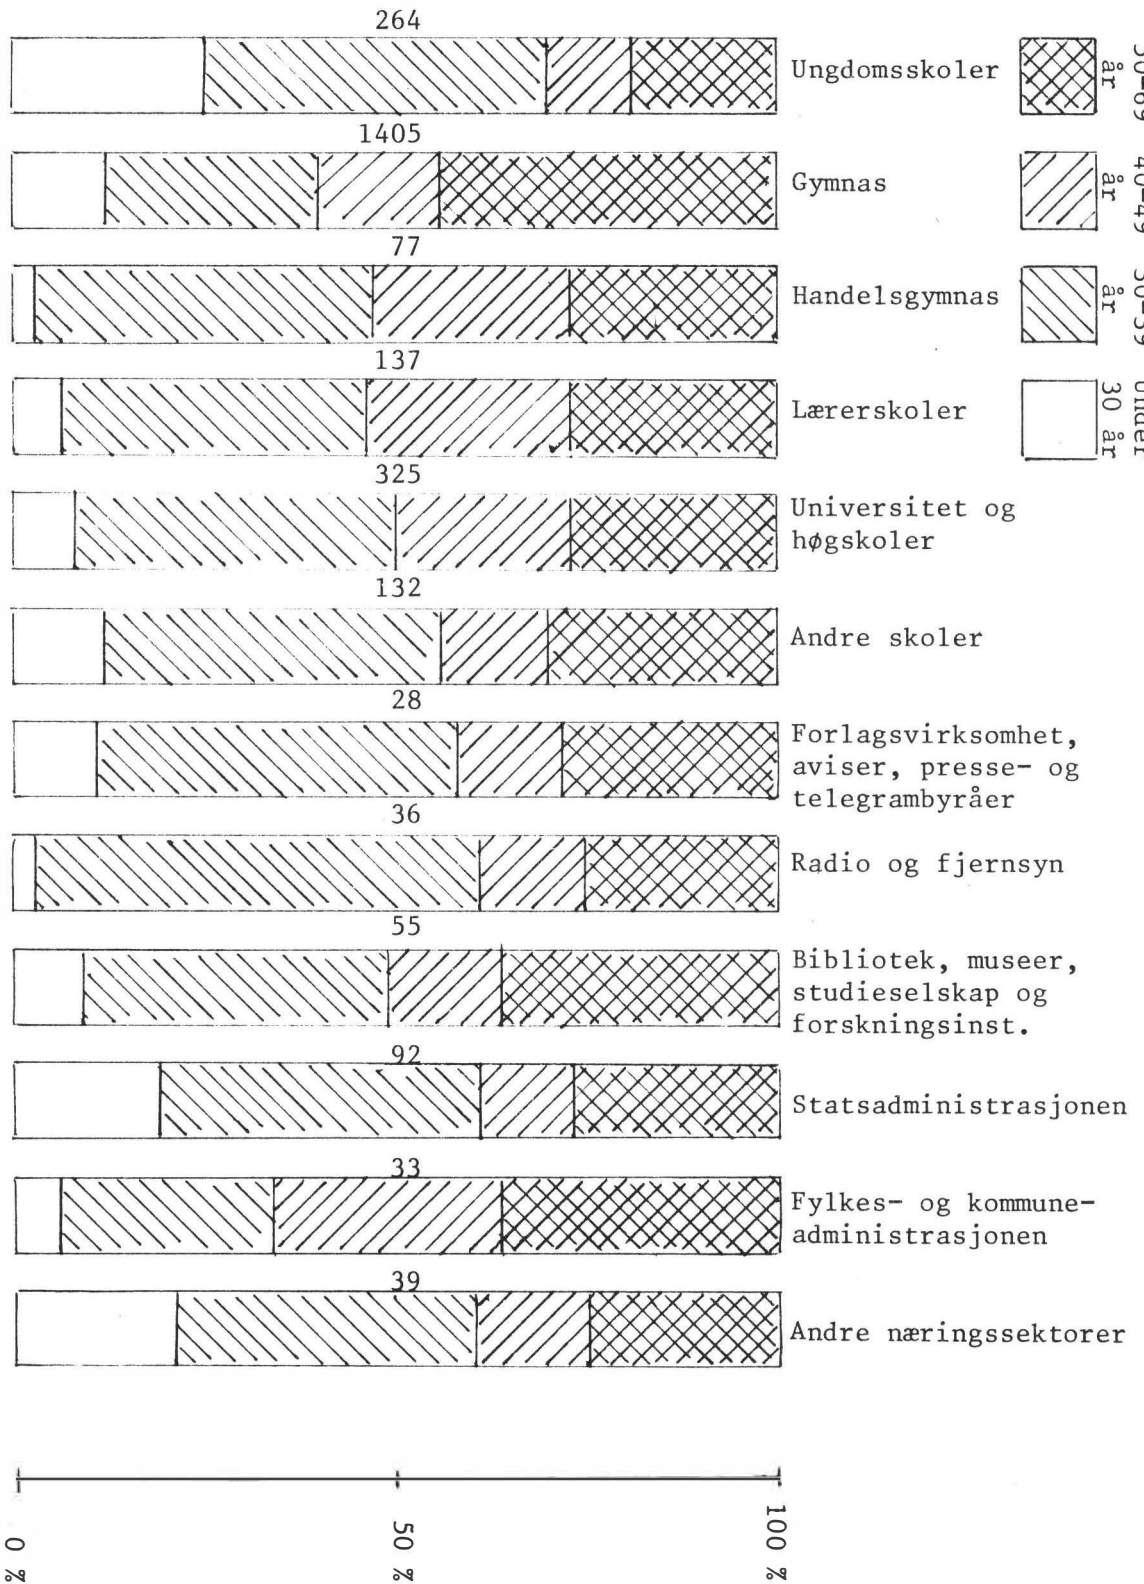 264
Ungdomsskoler
1405
Gymnas
77
Handelsgymnas
137
Lærerskoler
325
Universitet og
høgskoler
132
Andre skoler
28
Forlagsvirksomhet,
aviser, presse- og
telegrambyråer
36
Radio og fjernsyn
55
Bibliotek, museer,
studieselskap og
forskningsinst.
92
Statsadministrasjonen
33
Fylkes- og kommune-
administrasjonen
39
Andre næringssektorer
år
40-49
år
år
30 år
0 %
50 %
100 %